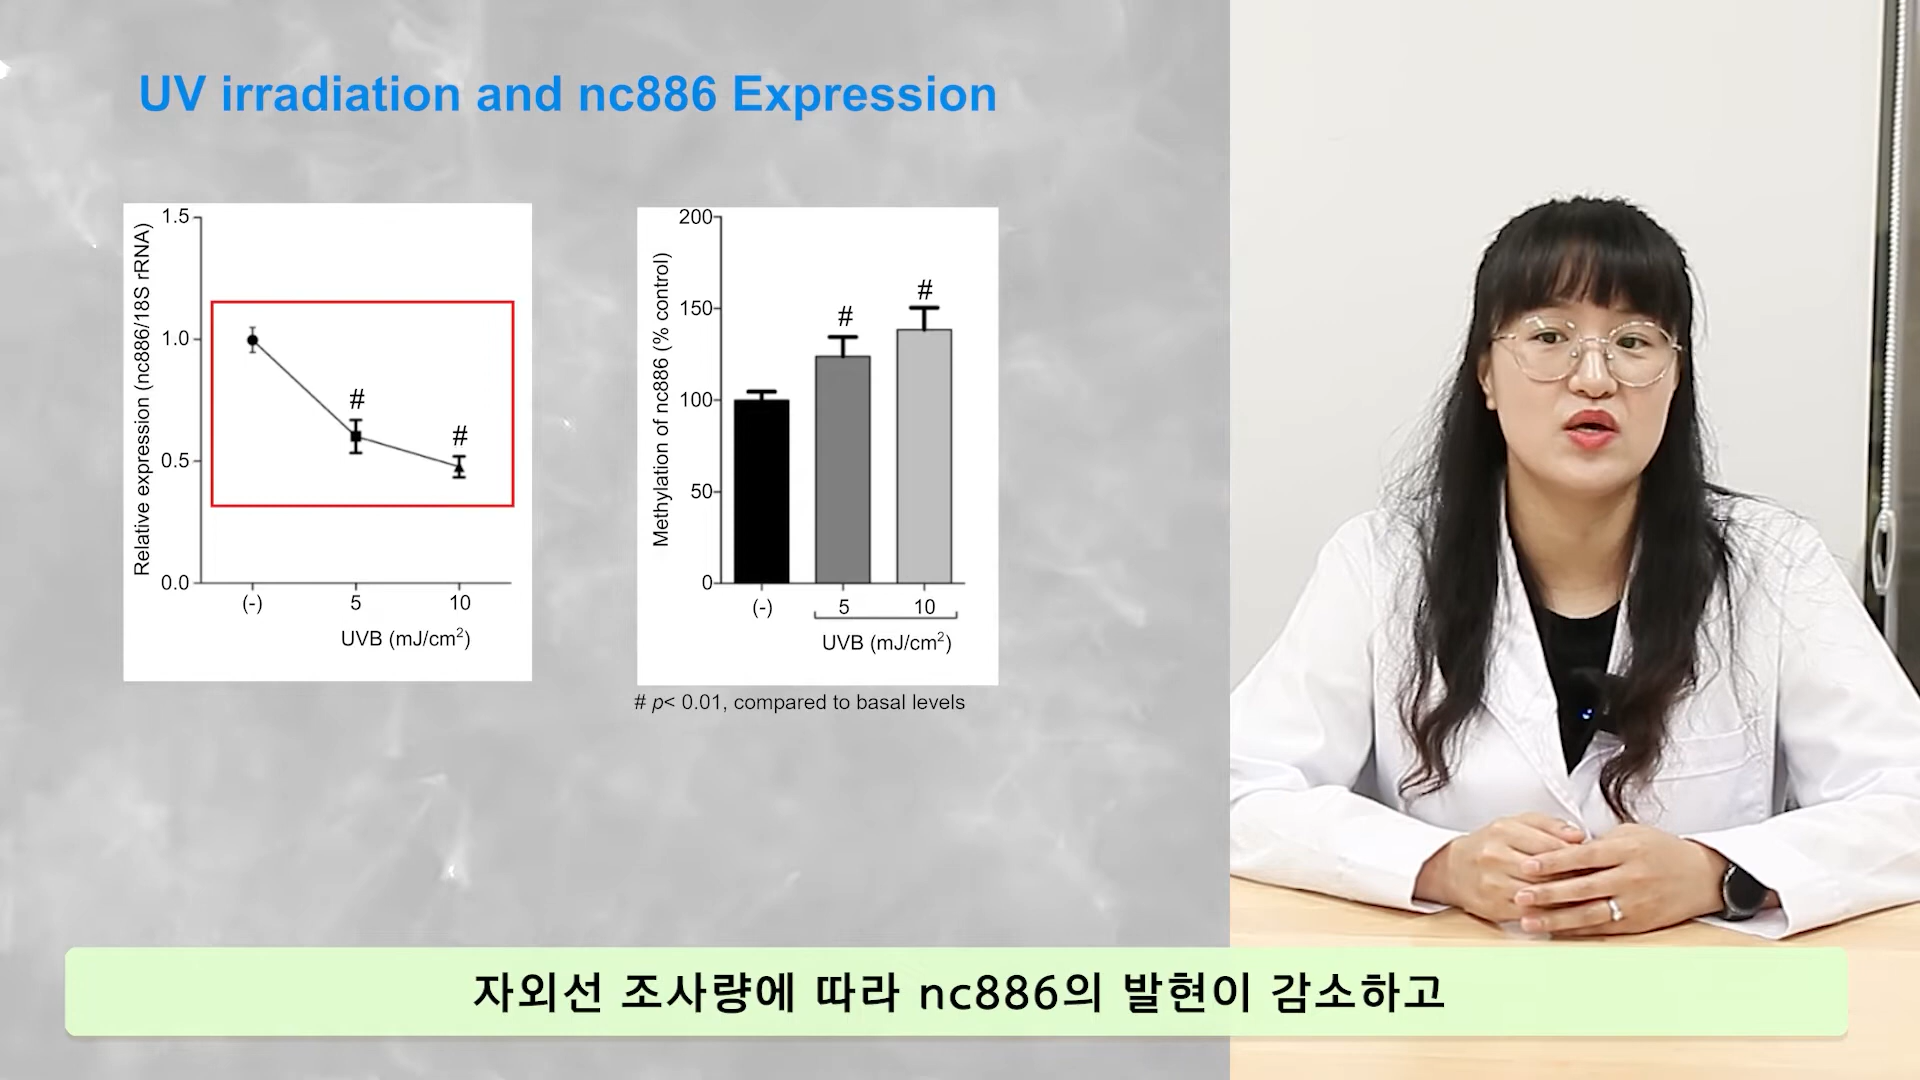 UV irradiation and nc886 Expression
Relative expression (nc886/18S rRNA)
1.5
1.0
0.5
0.0
#
#
(-) 5 10
UVB (mJ/cm²)
Methylation of nc886 (% control)
200
150
100
50
0
#
#
(-) 5 10
UVB (mJ/cm²)
# p< 0.01, compared to basal levels
자외선 조사량에 따라 nc886의 발현이 감소하고